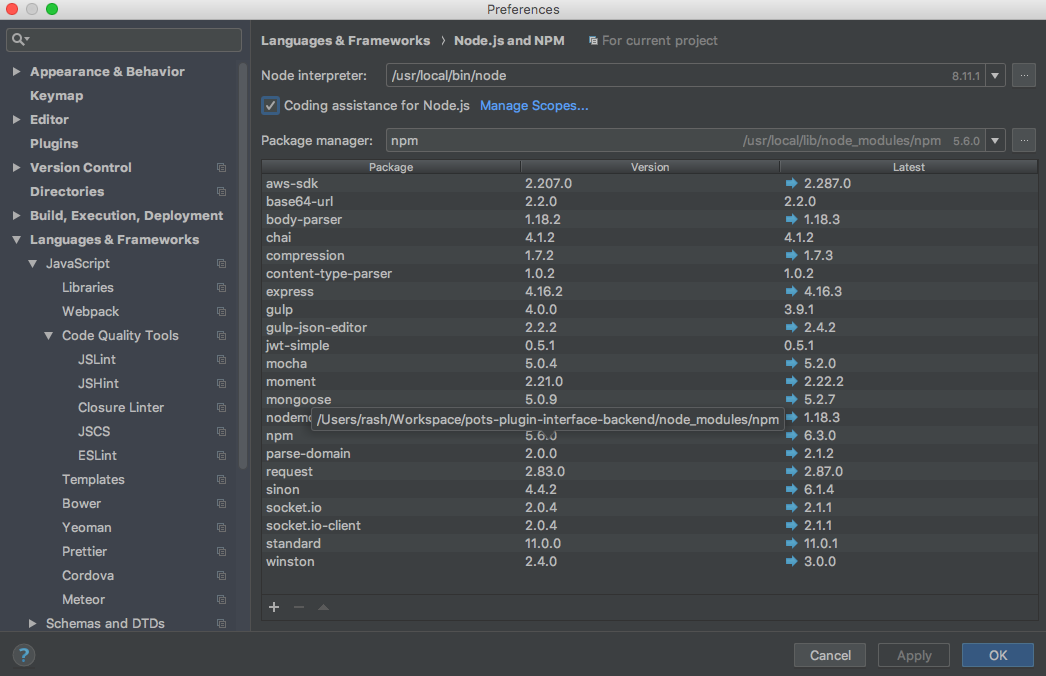 Preferences
Appearance & Behavior
Keymap
Editor
Plugins
Version Control
Directories
Build, Execution, Deployment
Languages & Frameworks
JavaScript
Libraries
Webpack
Code Quality Tools
JSLint
JSHint
Closure Linter
JSCS
ESLint
Templates
Bower
Yeoman
Prettier
Cordova
Meteor
Schemas and DTDs
Languages & Frameworks › Node.js and NPM For current project
Node interpreter: /usr/local/bin/node 8.11.1 ...
Coding assistance for Node.js Manage Scopes...
Package manager: npm /usr/local/lib/node_modules/npm 5.6.0 ...
Package Version Latest
aws-sdk 2.207.0 2.287.0
base64-url 2.2.0 2.2.0
body-parser 1.18.2 1.18.3
chai 4.1.2 4.1.2
compression 1.7.2 1.7.3
content-type-parser 1.0.2 1.0.2
express 4.16.2 4.16.3
gulp 4.0.0 3.9.1
gulp-json-editor 2.2.2 2.4.2
jwt-simple 0.5.1 0.5.1
mocha 5.0.4 5.2.0
moment 2.21.0 2.22.2
mongoose 5.0.9 5.2.7
/Users/rash/Workspace/pots-plugin-interface-backend/node_modules/npm 1.18.3
npm 5.6.0 6.3.0
parse-domain 2.0.0 2.1.2
request 2.83.0 2.87.0
sinon 4.4.2 6.1.4
socket.io 2.0.4 2.1.1
socket.io-client 2.0.4 2.1.1
standard 11.0.0 11.0.1
winston 2.4.0 3.0.0
+ −
? Cancel Apply OK